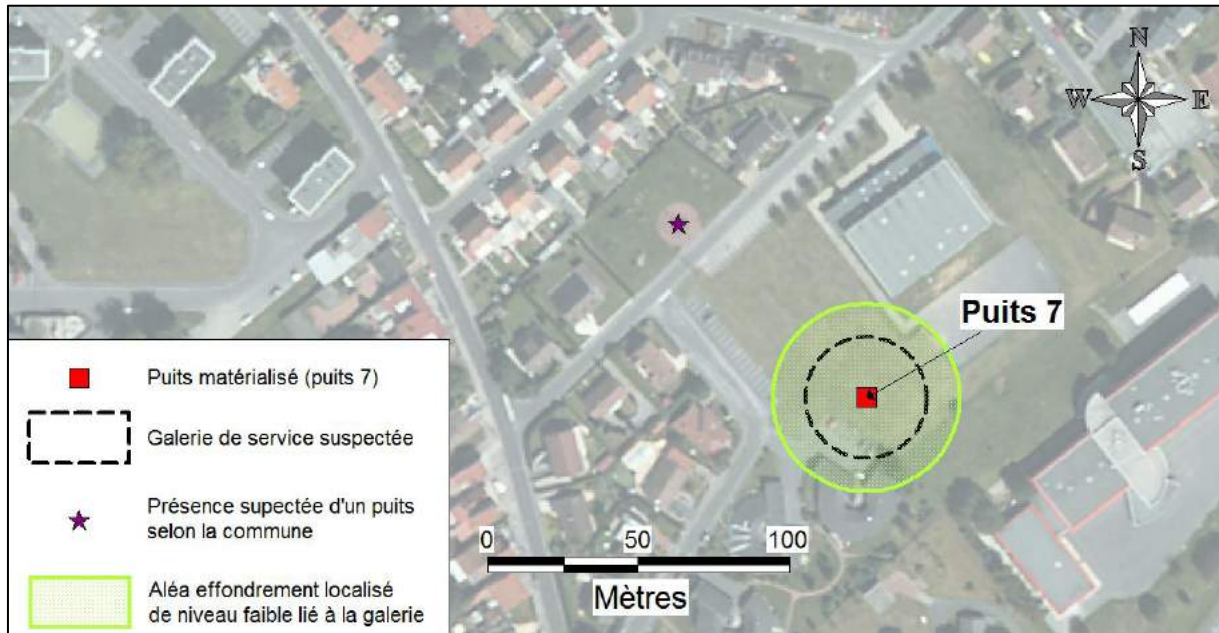 N
W E
S
Puits 7
Puits matérialisé (puits 7)
Galerie de service suspectée
Présence supectée d'un puits
selon la commune
Aléa effondrement localisé
de niveau faible lié à la galerie
0 50 100
Mètres